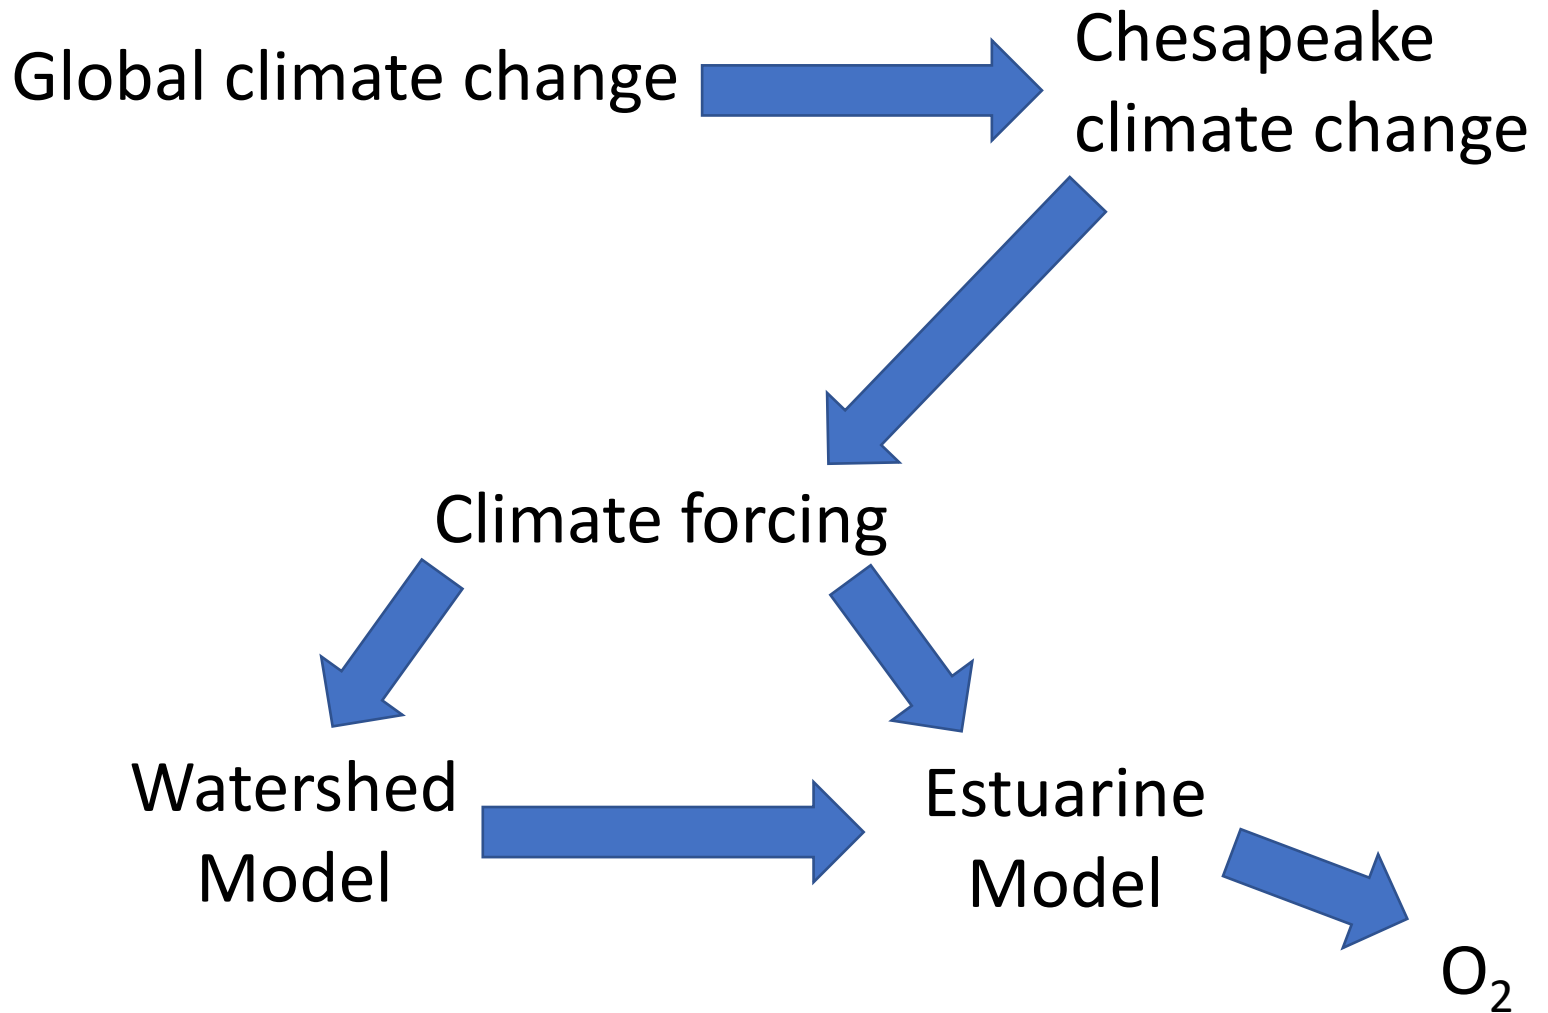 Global climate change
Chesapeake
climate change
Climate forcing
Watershed
Model
Estuarine
Model
O₂